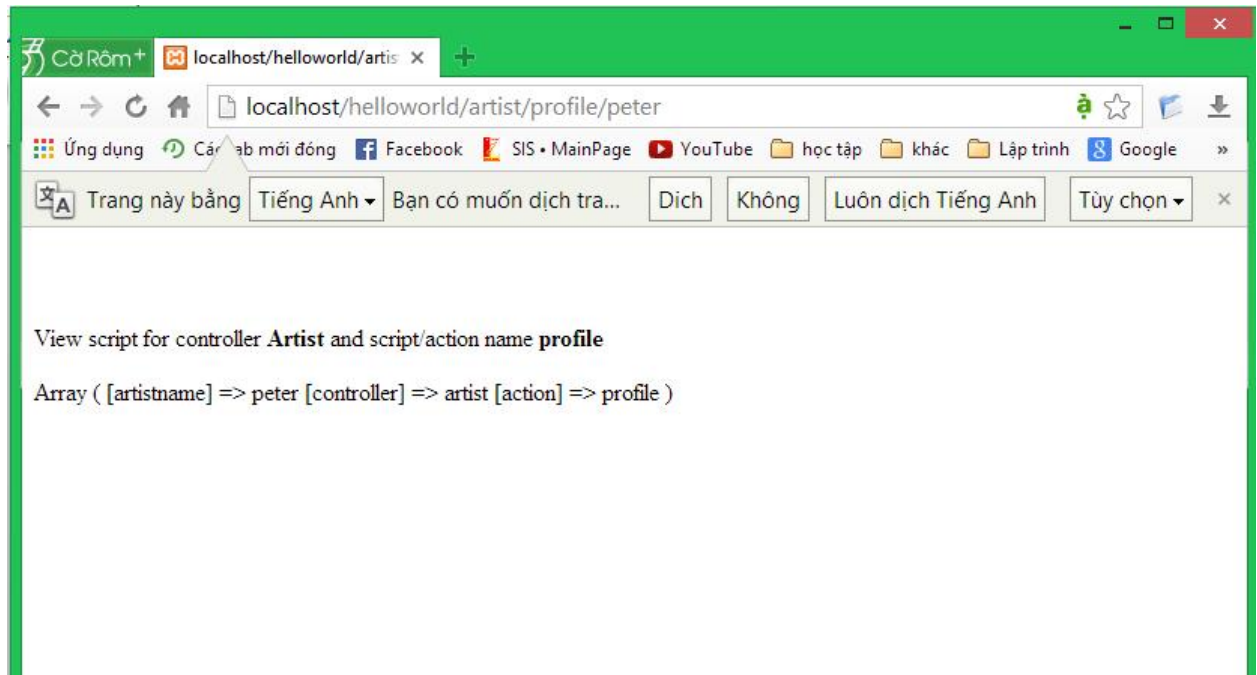 Cờ Rôm+ localhost/helloworld/artis
localhost/helloworld/artist/profile/peter
Ứng dụng Các ab mới đóng Facebook SIS • MainPage YouTube học tập khác Lập trình Google »
Trang này bằng Tiếng Anh Bạn có muốn dịch tra... Dich Không Luôn dịch Tiếng Anh Tùy chọn
View script for controller Artist and script/action name profile
Array ( [artistname] => peter [controller] => artist [action] => profile )